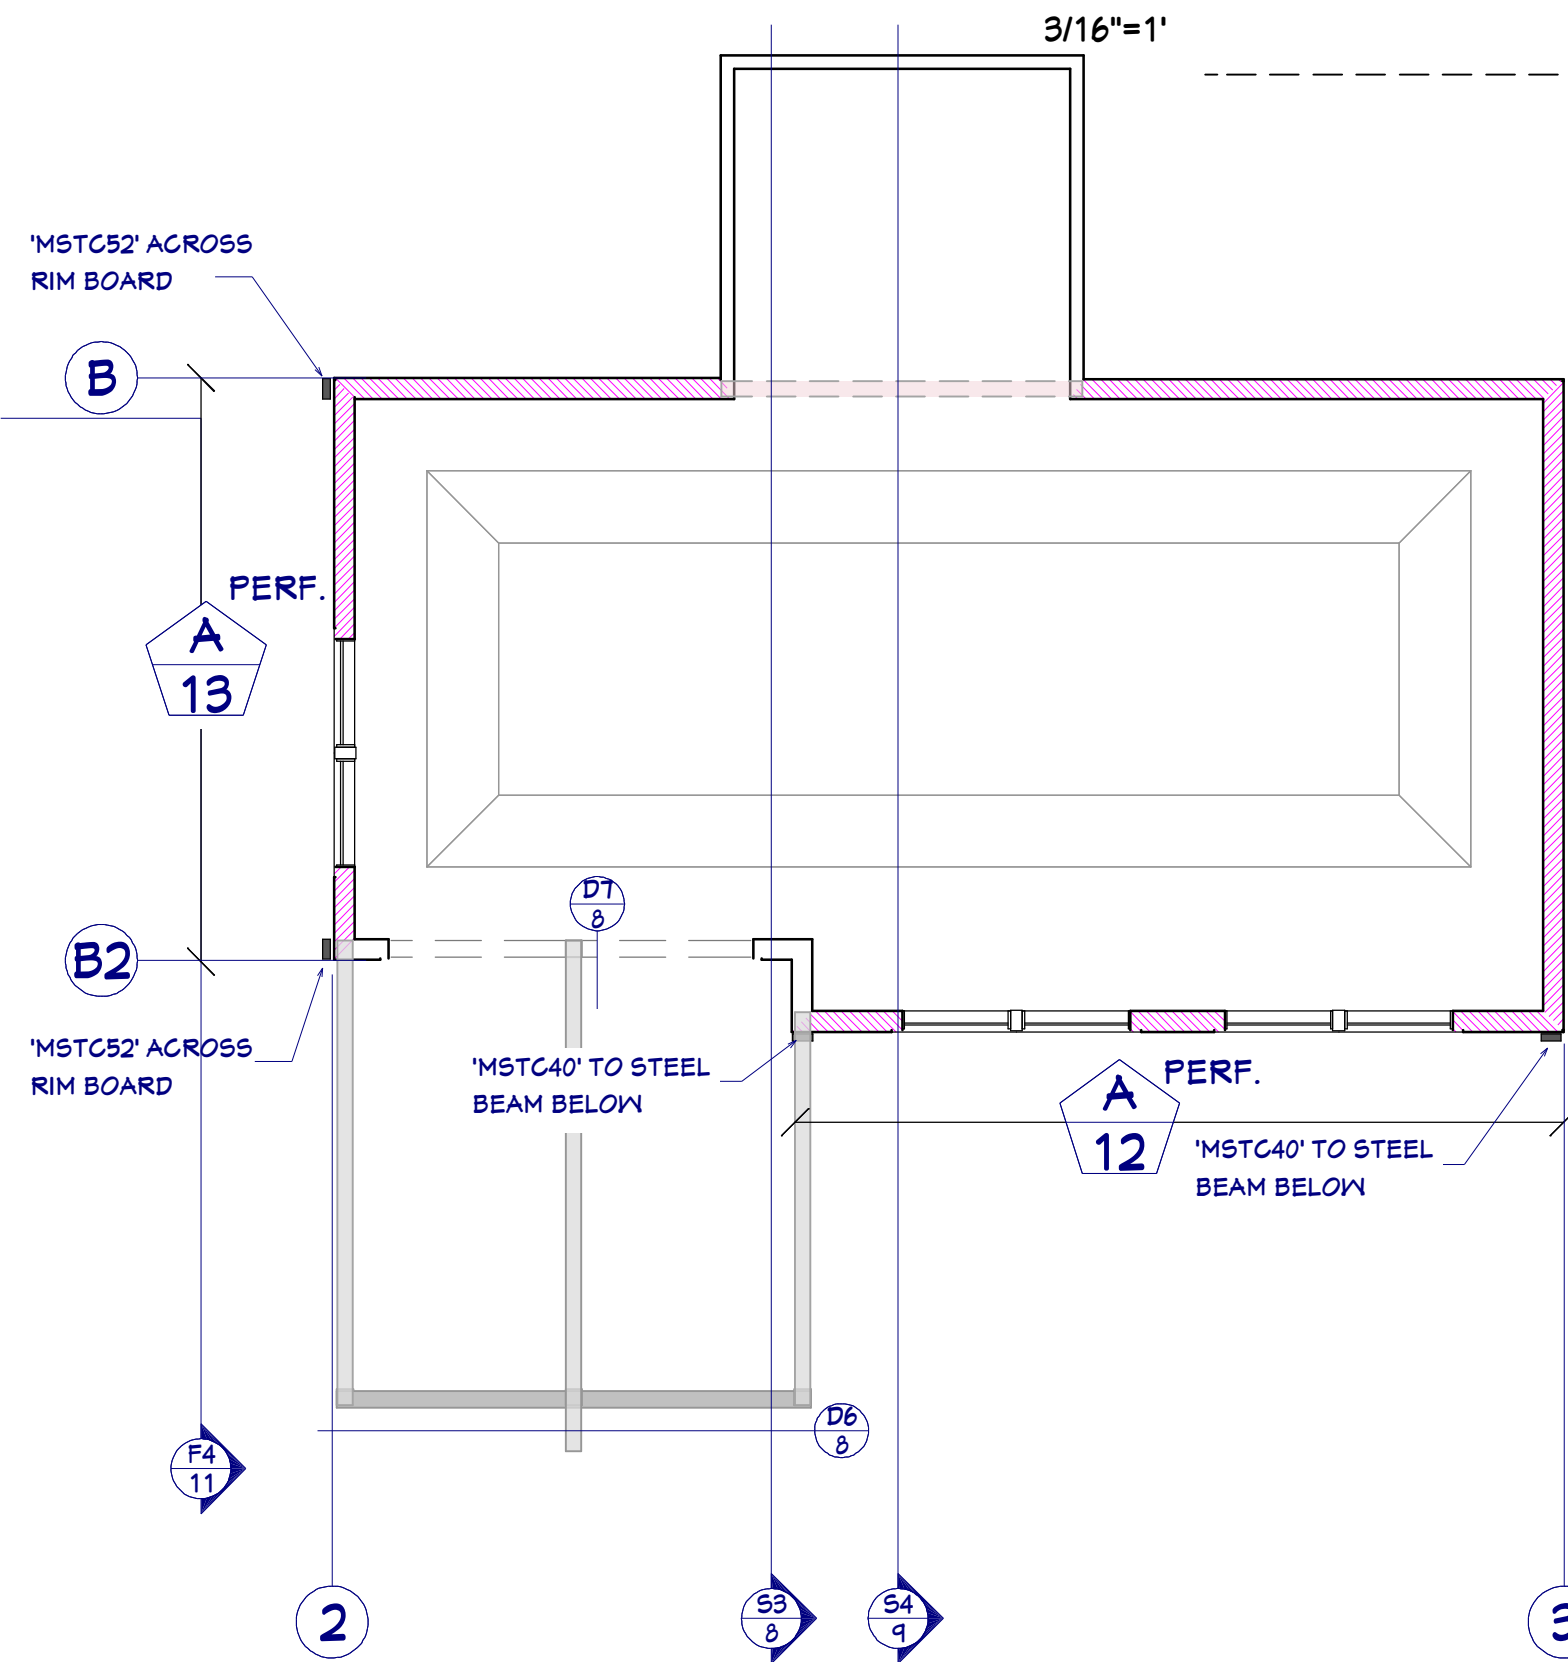 3/16"=1'
'MSTC52' ACROSS
RIM BOARD
B
PERF.
A
13
D7
8
B2
'MSTC52' ACROSS
RIM BOARD
'MSTC40' TO STEEL
BEAM BELOW
PERF.
A
12
'MSTC40' TO STEEL
BEAM BELOW
D6
8
F4
11
2
S3
8
S4
9
3